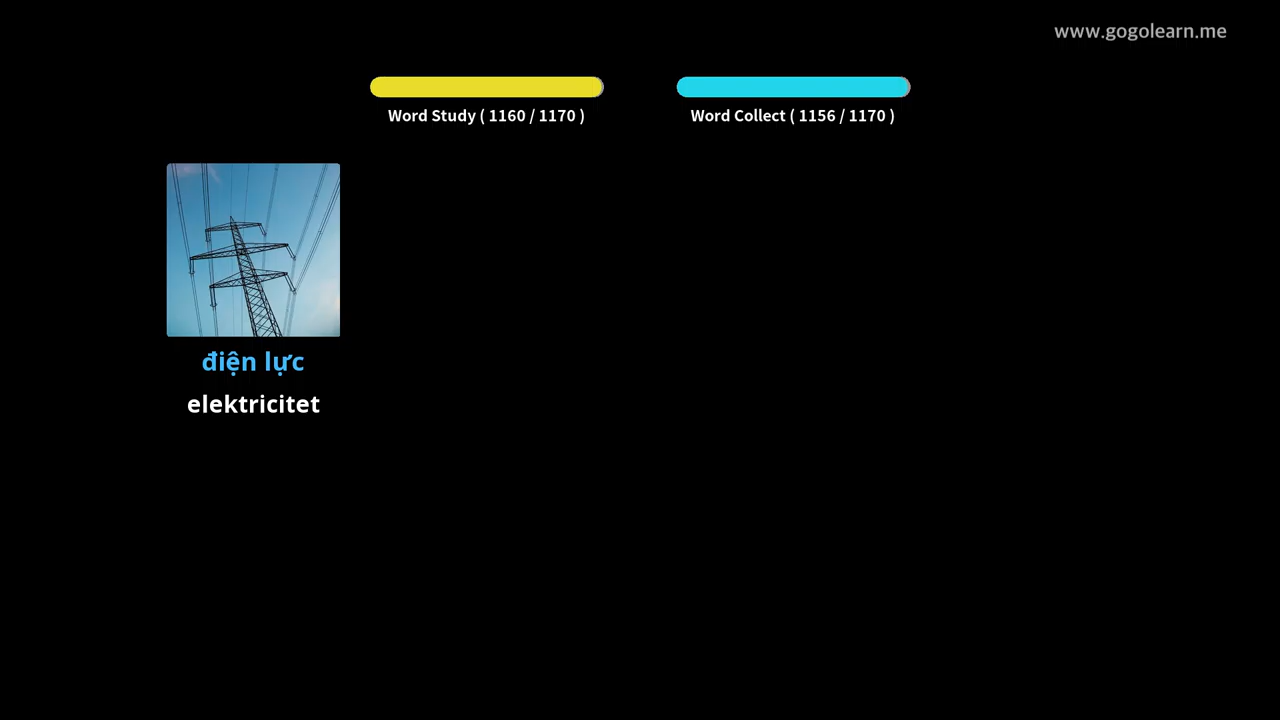 www.gogolearn.me
Word Study ( 1160 / 1170 )
Word Collect ( 1156 / 1170 )
điện lực
elektricitet